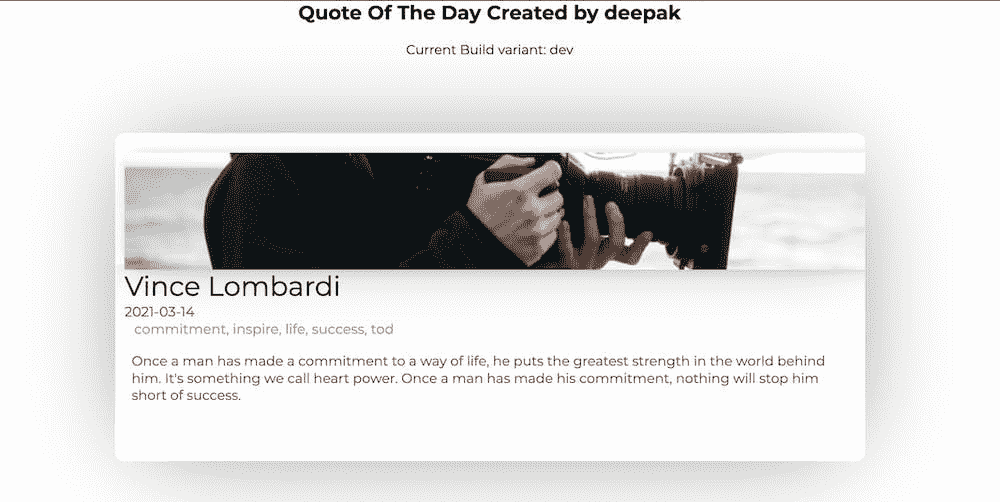 Quote Of The Day Created by deepak
Current Build variant: dev
Vince Lombardi
2021-03-14
commitment, inspire, life, success, tod
Once a man has made a commitment to a way of life, he puts the greatest strength in the world behind
him. It's something we call heart power. Once a man has made his commitment, nothing will stop him
short of success.